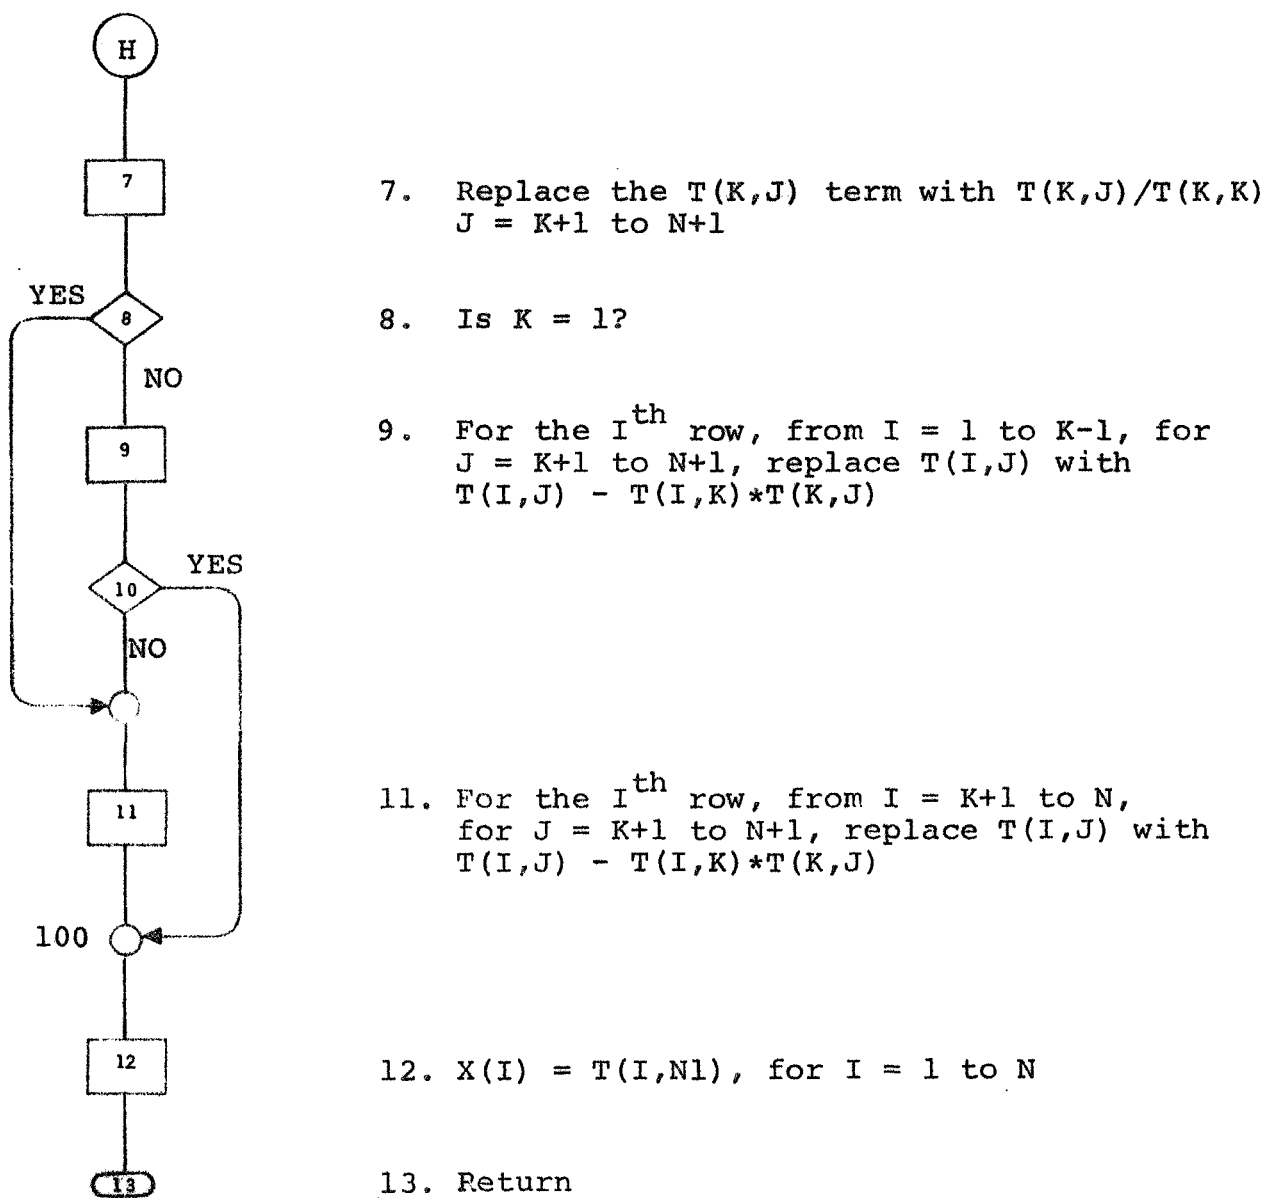 H
7
7. Replace the T(K,J) term with T(K,J)/T(K,K)
J = K+1 to N+1
YES
8
8. Is K = 1?
NO
9
9. For the Ith row, from I = 1 to K-1, for
J = K+1 to N+1, replace T(I,J) with
T(I,J) - T(I,K)*T(K,J)
YES
10
NO
11
11. For the Ith row, from I = K+1 to N,
for J = K+1 to N+1, replace T(I,J) with
T(I,J) - T(I,K)*T(K,J)
100
12
12. X(I) = T(I,N1), for I = 1 to N
13
13. Return